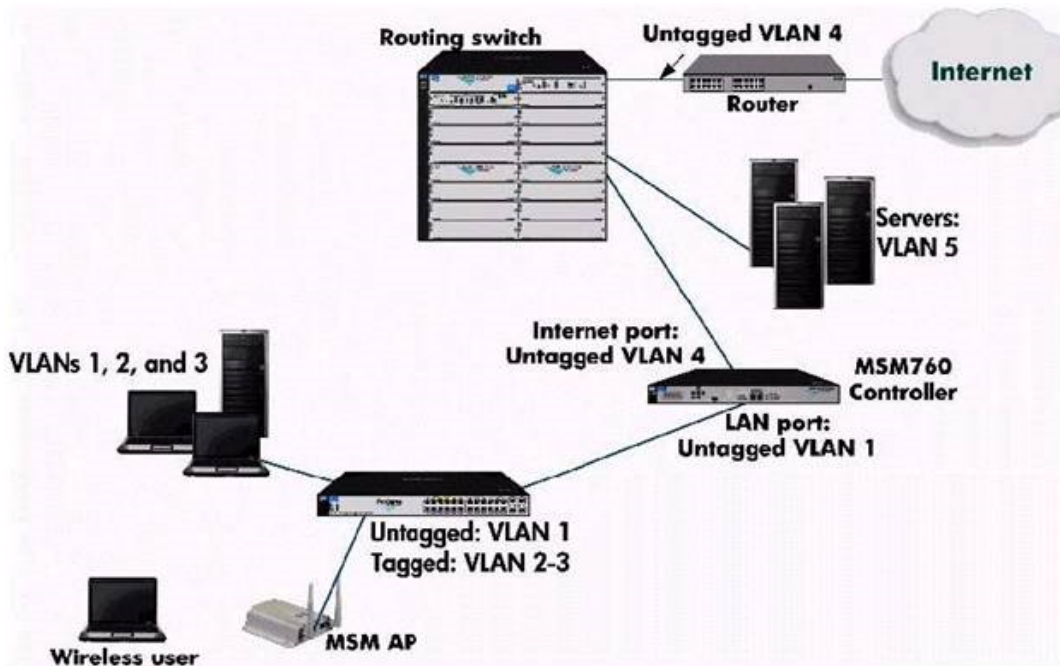 Routing switch
Untagged VLAN 4
Internet
Router
Servers:
VLAN 5
Internet port:
Untagged VLAN 4
MSM760
Controller
LAN port:
Untagged VLAN 1
VLANs 1, 2, and 3
Untagged: VLAN 1
Tagged: VLAN 2-3
MSM AP
Wireless user